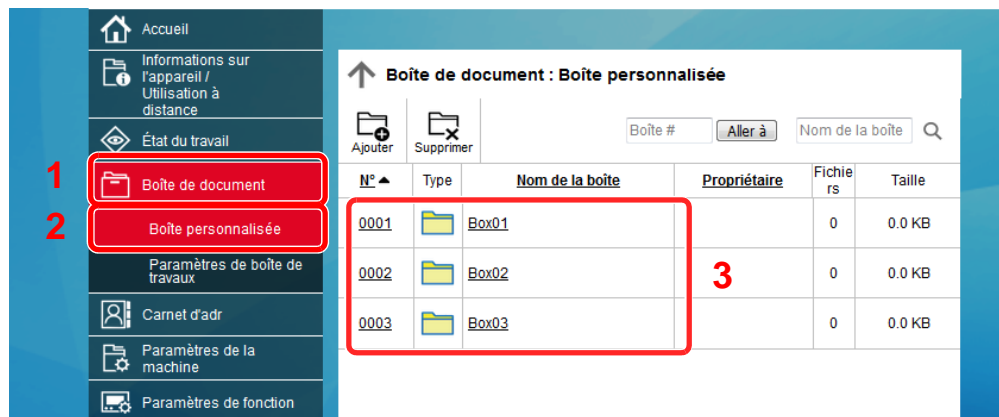 Accueil
Informations sur
l'appareil /
Utilisation à
distance
État du travail
1
Boîte de document
2
Boîte personnalisée
Paramètres de boîte de
travaux
Carnet d'adr
Paramètres de la
machine
Paramètres de fonction
Boîte de document : Boîte personnalisée
Ajouter
Supprimer
Boîte #
Aller à
Nom de la boîte
N° Type Nom de la boîte Propriétaire Fichie
rs Taille
0001 Box01 0 0.0 KB
0002 Box02 0 0.0 KB
3
0003 Box03 0 0.0 KB